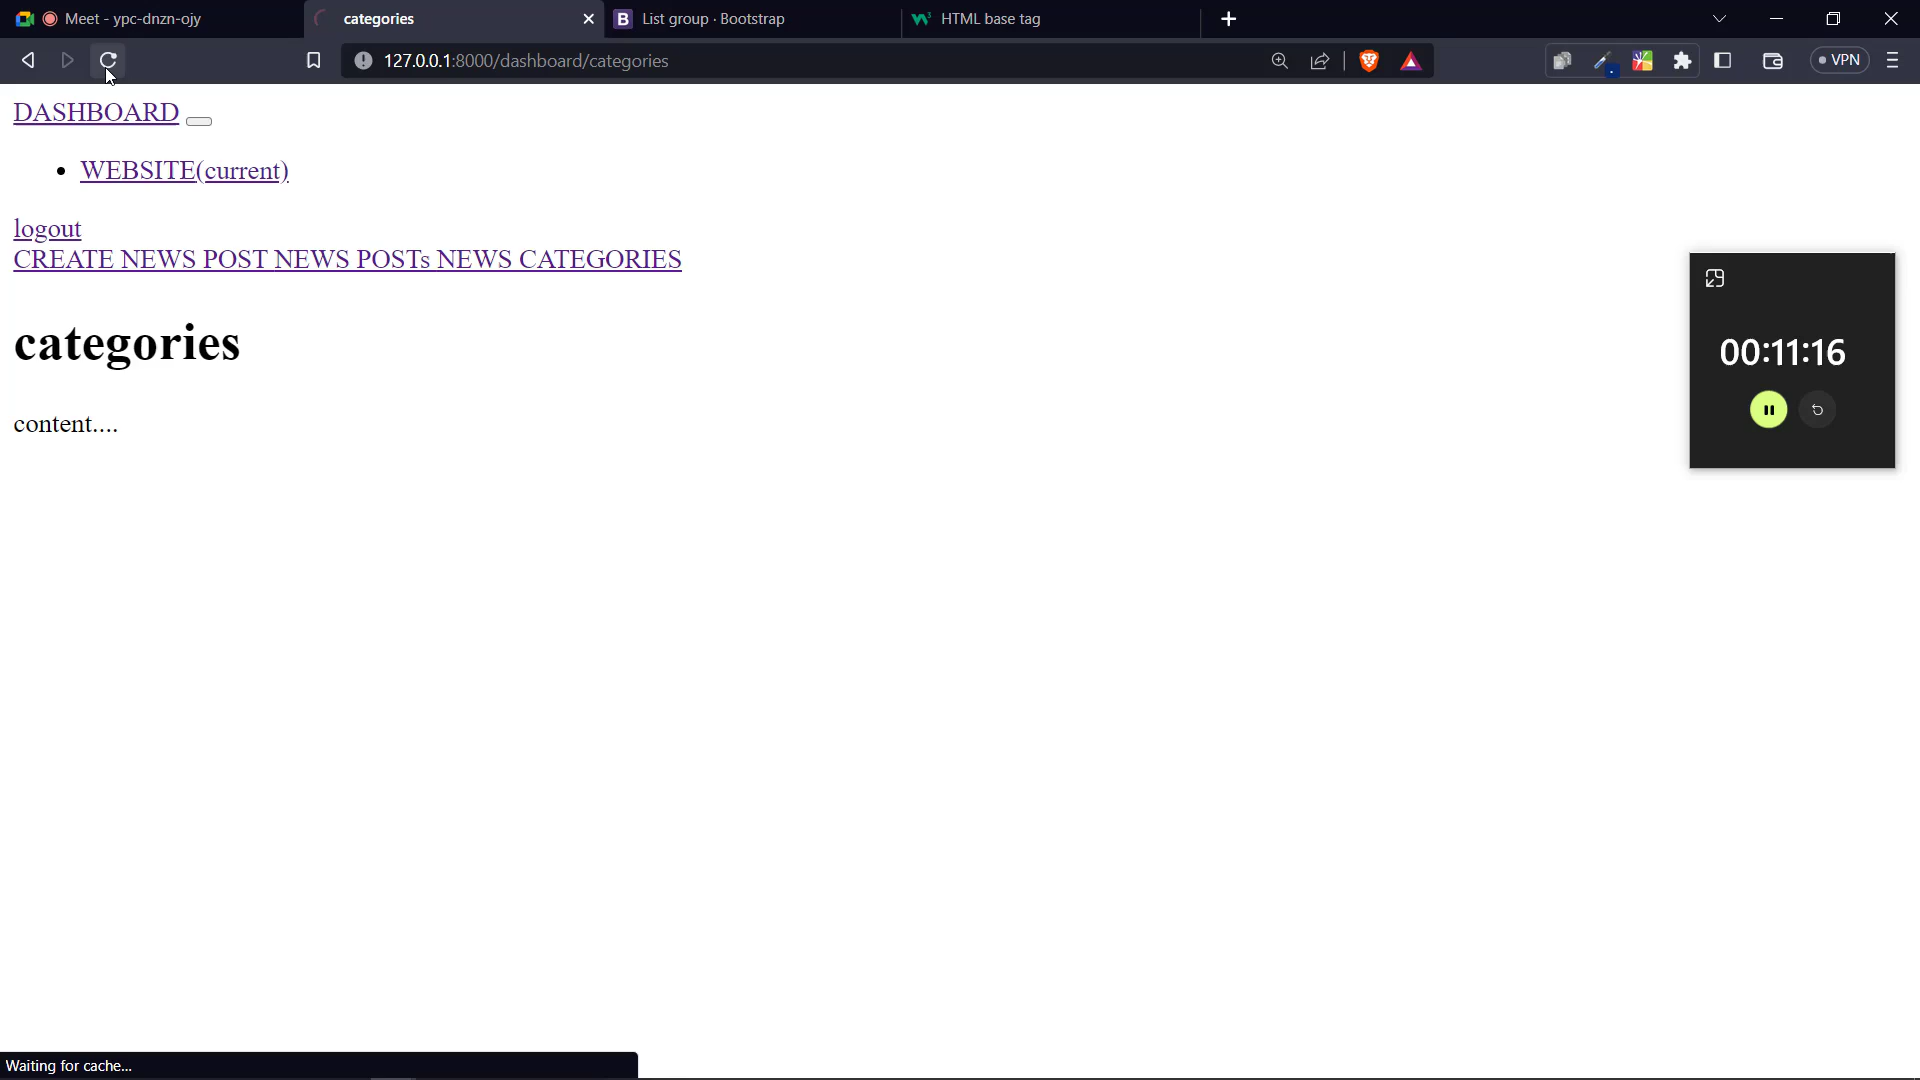 Meet - ypc-dnzn-ojy
categories
List group · Bootstrap
HTML base tag
127.0.0.1:8000/dashboard/categories
VPN
DASHBOARD
WEBSITE(current)
logout
CREATE NEWS POST NEWS POSTs NEWS CATEGORIES
categories
content....
00:11:16
Waiting for cache...